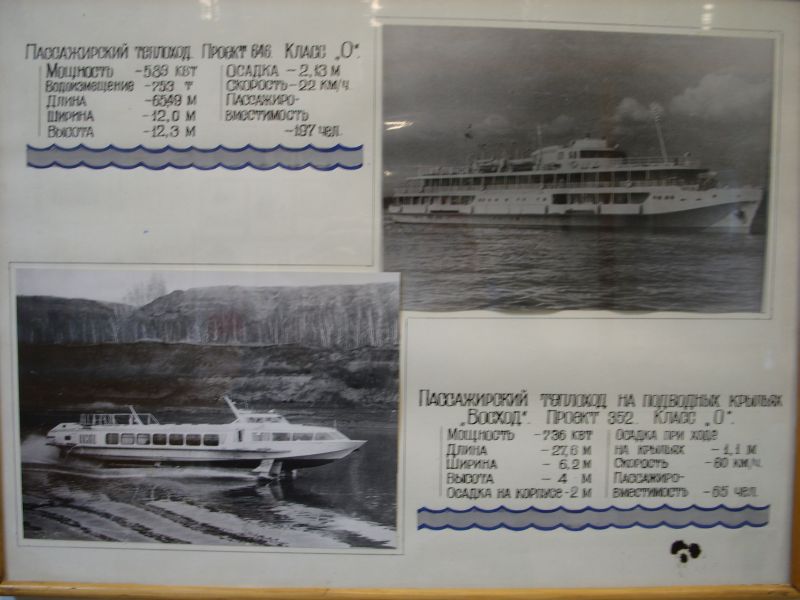 Пассажирский теплоход. Проект 646. Класс „О“.
Мощность -589 квт
Водоизмещение -753 т
Длина -65,49 м
Ширина -12,0 м
Высота -12,3 м
Осадка -2,13 м
Скорость -22 км/ч.
Пассажиро-
вместимость
-197 чел.
Пассажирский теплоход на подводных крыльях
„Восход“. Проект 352. Класс „О“.
Мощность -736 квт
Длина -27,6 м
Ширина -6,2 м
Высота -4 м
Осадка на корпусе -2 м
Осадка при ходе
на крыльях -1,1 м
Скорость -60 км/ч.
Пассажиро-
вместимость -65 чел.